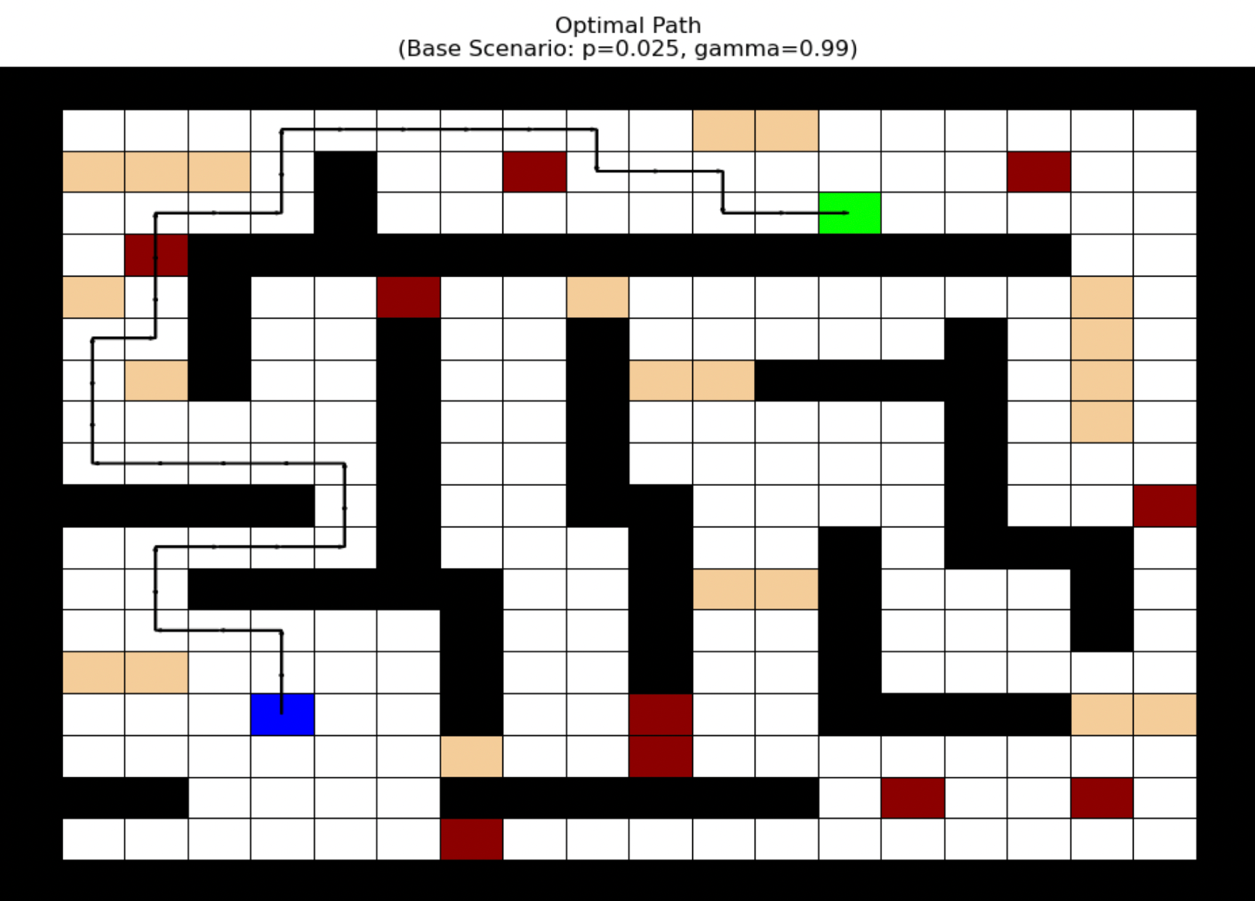 Optimal Path
(Base Scenario: p=0.025, gamma=0.99)